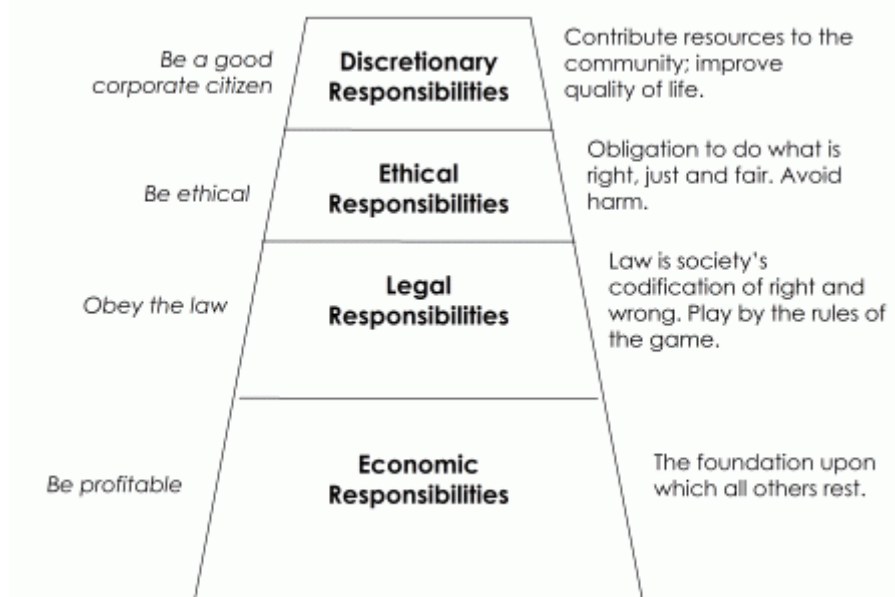 Be a good
corporate citizen
Discretionary
Responsibilities
Contribute resources to the
community; improve
quality of life.
Be ethical
Ethical
Responsibilities
Obligation to do what is
right, just and fair. Avoid
harm.
Obey the law
Legal
Responsibilities
Law is society's
codification of right and
wrong. Play by the rules of
the game.
Be profitable
Economic
Responsibilities
The foundation upon
which all others rest.